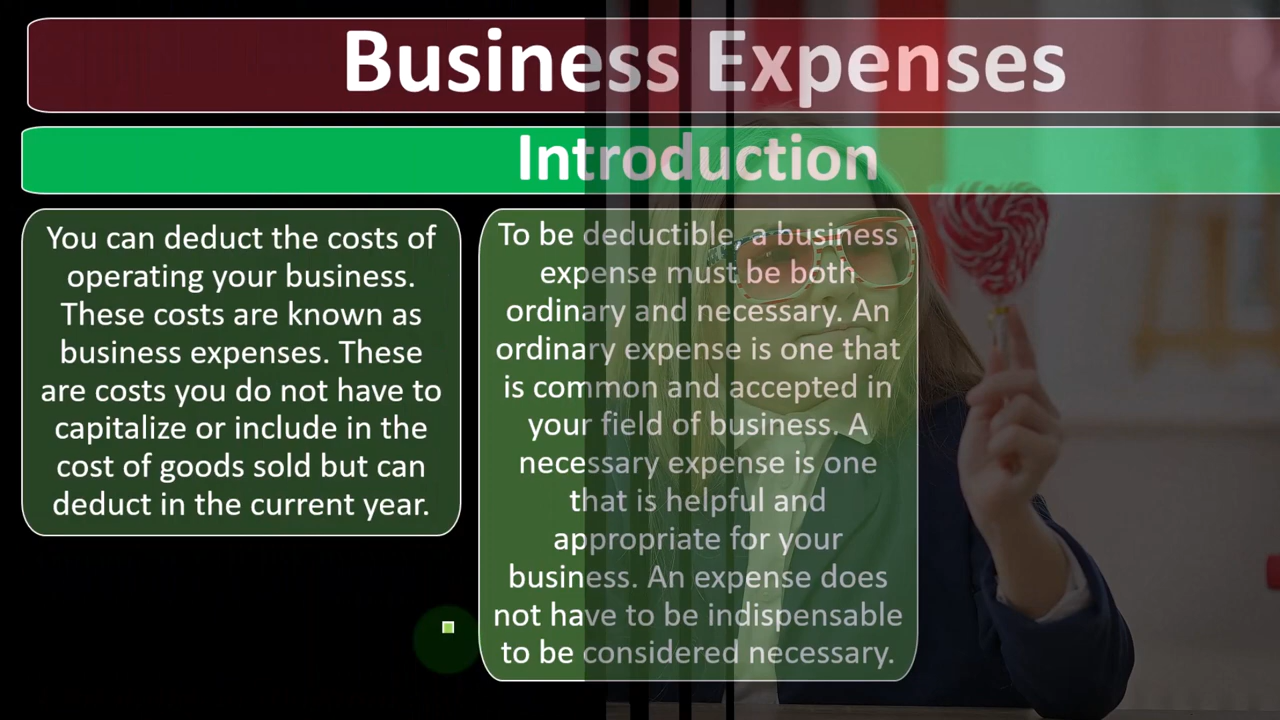 Business Expenses
Introduction
You can deduct the costs of
operating your business.
These costs are known as
business expenses. These
are costs you do not have to
capitalize or include in the
cost of goods sold but can
deduct in the current year.
To be deductible, a business
expense must be both
ordinary and necessary. An
ordinary expense is one that
is common and accepted in
your field of business. A
necessary expense is one
that is helpful and
appropriate for your
business. An expense does
not have to be indispensable
to be considered necessary.